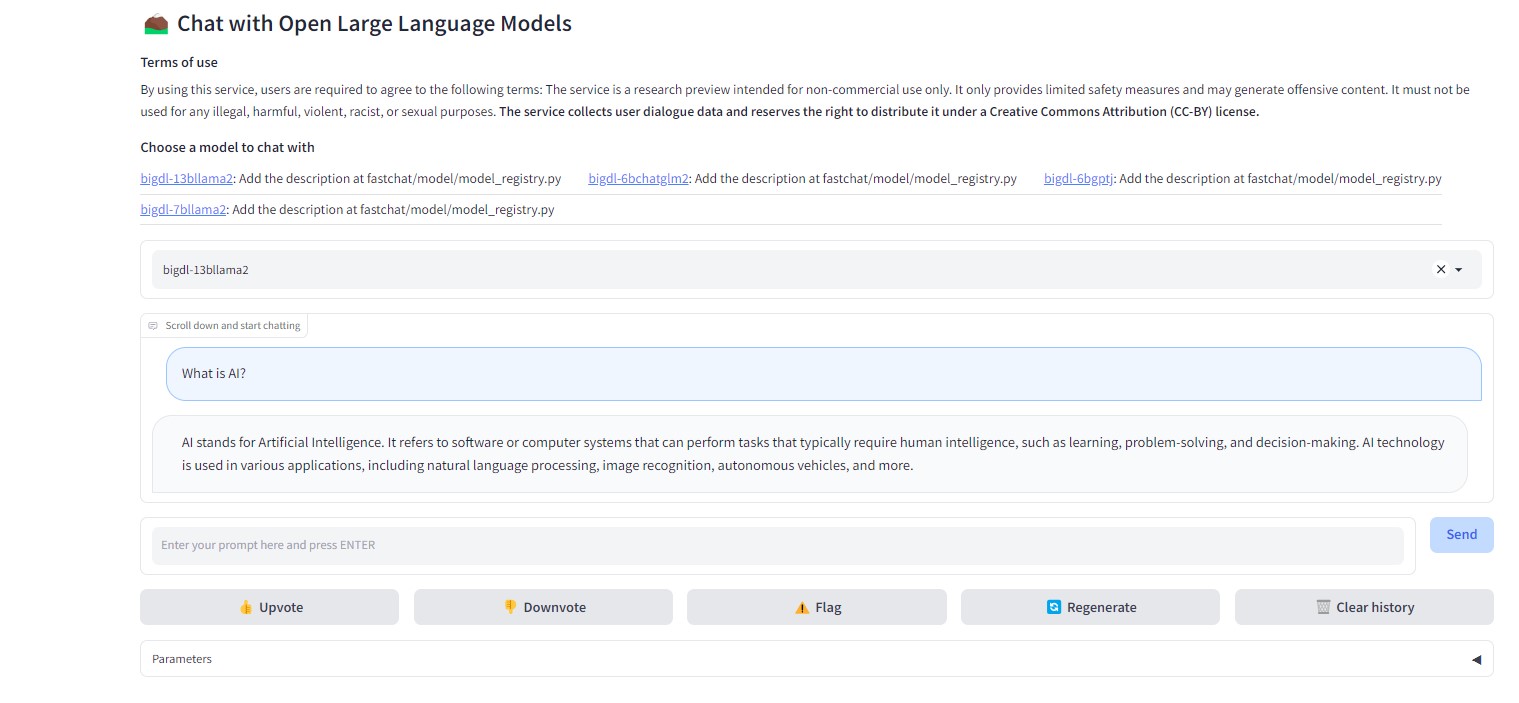 Chat with Open Large Language Models
Terms of use
By using this service, users are required to agree to the following terms: The service is a research preview intended for non-commercial use only. It only provides limited safety measures and may generate offensive content. It must not be
used for any illegal, harmful, violent, racist, or sexual purposes. The service collects user dialogue data and reserves the right to distribute it under a Creative Commons Attribution (CC-BY) license.
Choose a model to chat with
bigdl-13bllama2: Add the description at fastchat/model/model_registry.py bigdl-6bchatglm2: Add the description at fastchat/model/model_registry.py bigdl-6bgptj: Add the description at fastchat/model/model_registry.py
bigdl-7bllama2: Add the description at fastchat/model/model_registry.py
bigdl-13bllama2
Scroll down and start chatting
What is AI?
AI stands for Artificial Intelligence. It refers to software or computer systems that can perform tasks that typically require human intelligence, such as learning, problem-solving, and decision-making. AI technology
is used in various applications, including natural language processing, image recognition, autonomous vehicles, and more.
Enter your prompt here and press ENTER
Send
Upvote Downvote Flag Regenerate Clear history
Parameters